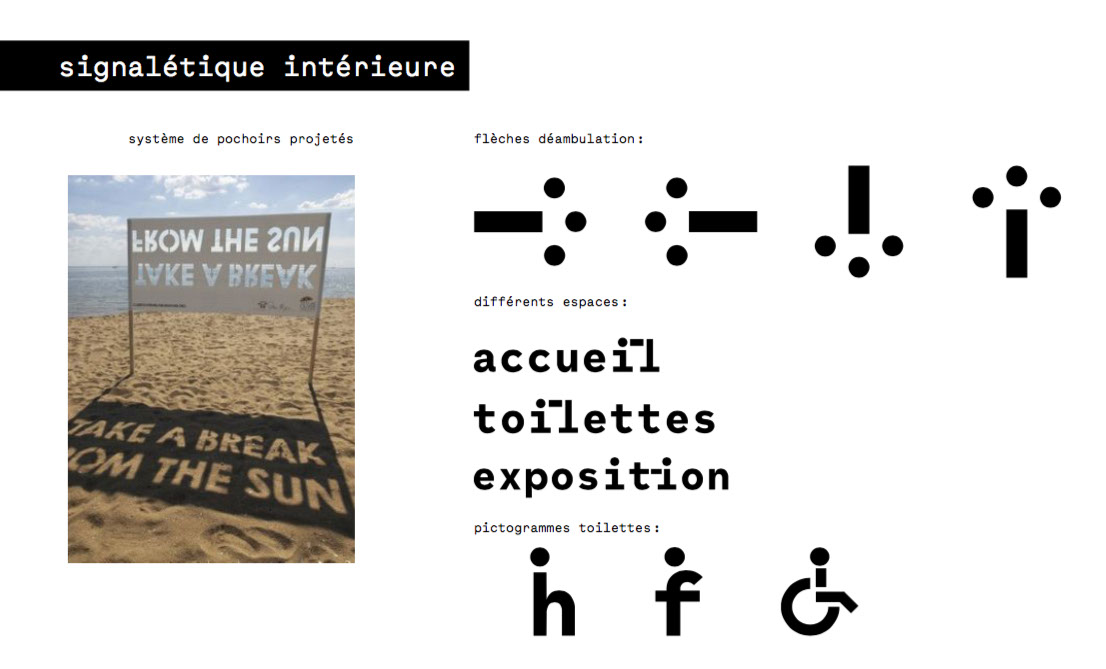 signalétique intérieure
système de pochoirs projetés
FROM THE SUN
TAKE A BREAK
TAKE A BREAK
OM THE SUN
flèches déambulation:
différents espaces:
accueil
toilettes
exposition
pictogrammes toilettes:
h f